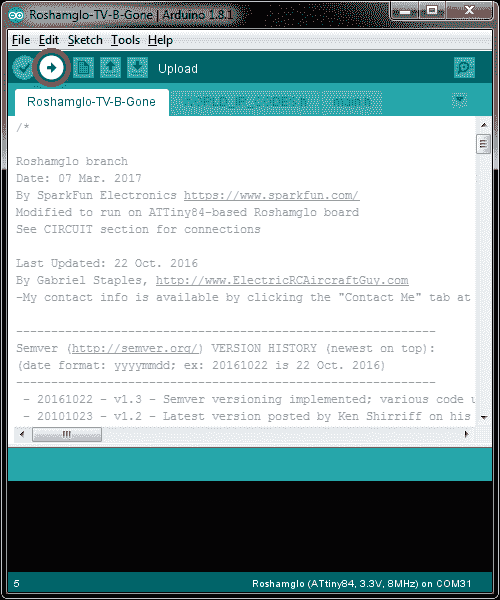 Roshamglo-TV-B-Gone | Arduino 1.8.1
File Edit Sketch Tools Help
Upload
Roshamglo-TV-B-Gone WORLD_IR_CODES.h main.h
/*
Roshamglo branch
Date: 07 Mar. 2017
By SparkFun Electronics https://www.sparkfun.com/
Modified to run on ATTiny84-based Roshamglo board
See CIRCUIT section for connections
Last Updated: 22 Oct. 2016
By Gabriel Staples, http://www.ElectricRCAircraftGuy.com
-My contact info is available by clicking the "Contact Me" tab at
--------------------------------------------------------
Semver (http://semver.org/) VERSION HISTORY (newest on top):
(date format: yyyymmdd; ex: 20161022 is 22 Oct. 2016)
--------------------------------------------------------
- 20161022 - v1.3 - Semver versioning implemented; various code
- 20101023 - v1.2 - Latest version posted by Ken Shirriff on his
5 Roshamglo (ATtiny84, 3.3V, 8MHz) on COM31